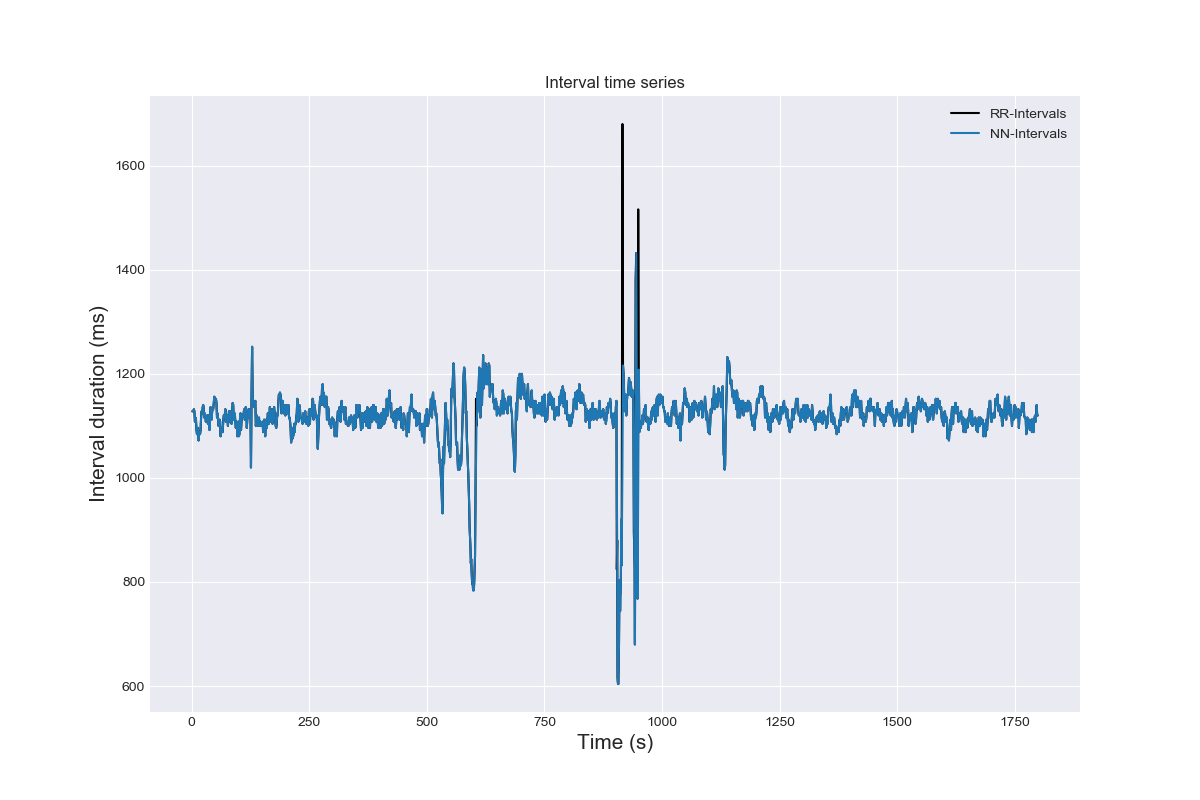 Interval time series
RR-Intervals
NN-Intervals
Interval duration (ms)
1600
1400
1200
1000
800
600
0 250 500 750 1000 1250 1500 1750
Time (s)